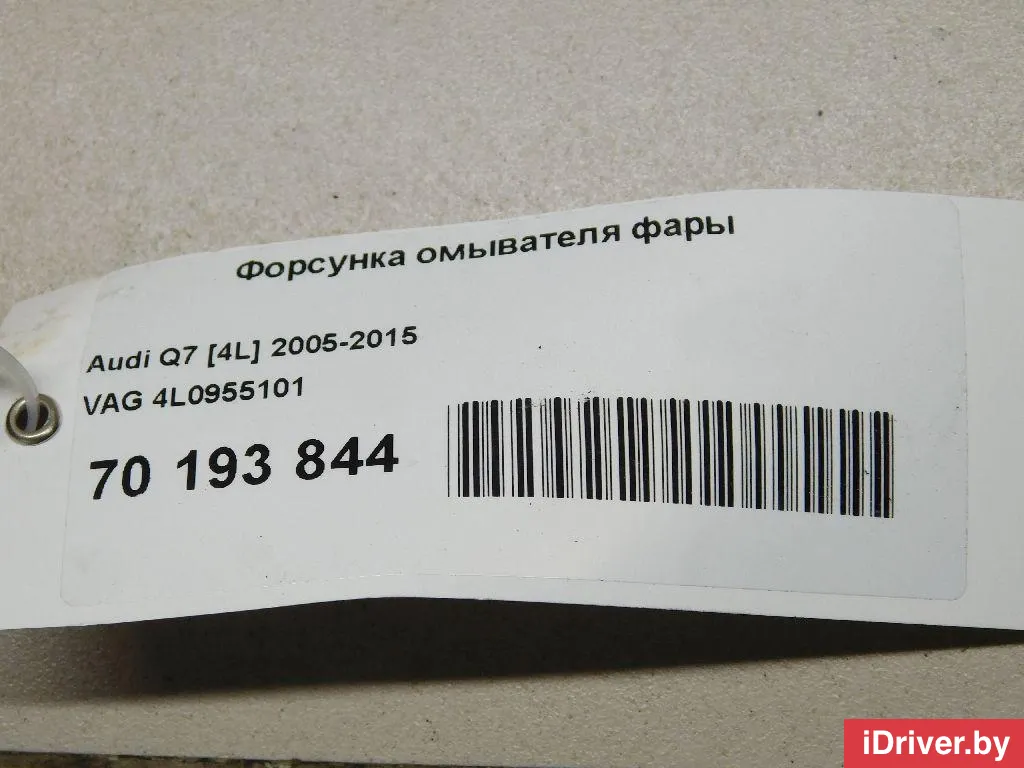 Форсунка омывателя фары
Audi Q7 [4L] 2005-2015
VAG 4L0955101
70 193 844
iDriver.by